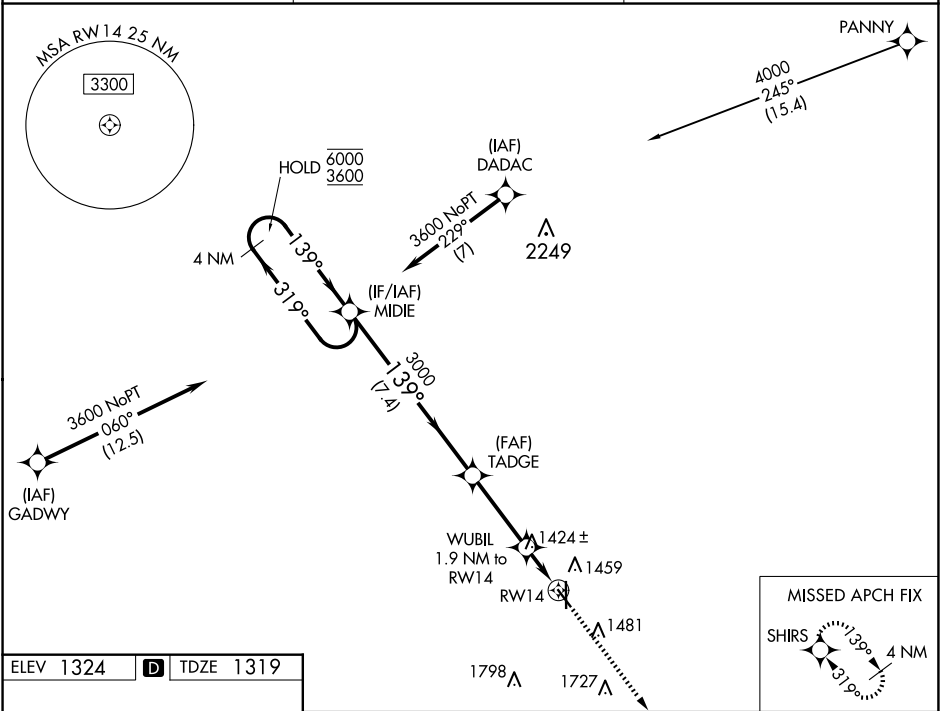 MSA RW14 25 NM
3300
PANNY
4000
245°
(15.4)
(IAF)
DADAC
HOLD 6000
3600
3600 NoPT
229°
(7)
2249
4 NM
139°
319°
(IF/IAF)
MIDIE
3000
139°
(7.4)
3600 NoPT
060°
(12.5)
(IAF)
GADWY
(FAF)
TADGE
WUBIL
1.9 NM to
RW14
1424 ±
1459
RW14
1481
1798
1727
MISSED APCH FIX
SHIRS
139°
4 NM
319°
ELEV 1324 D TDZE 1319